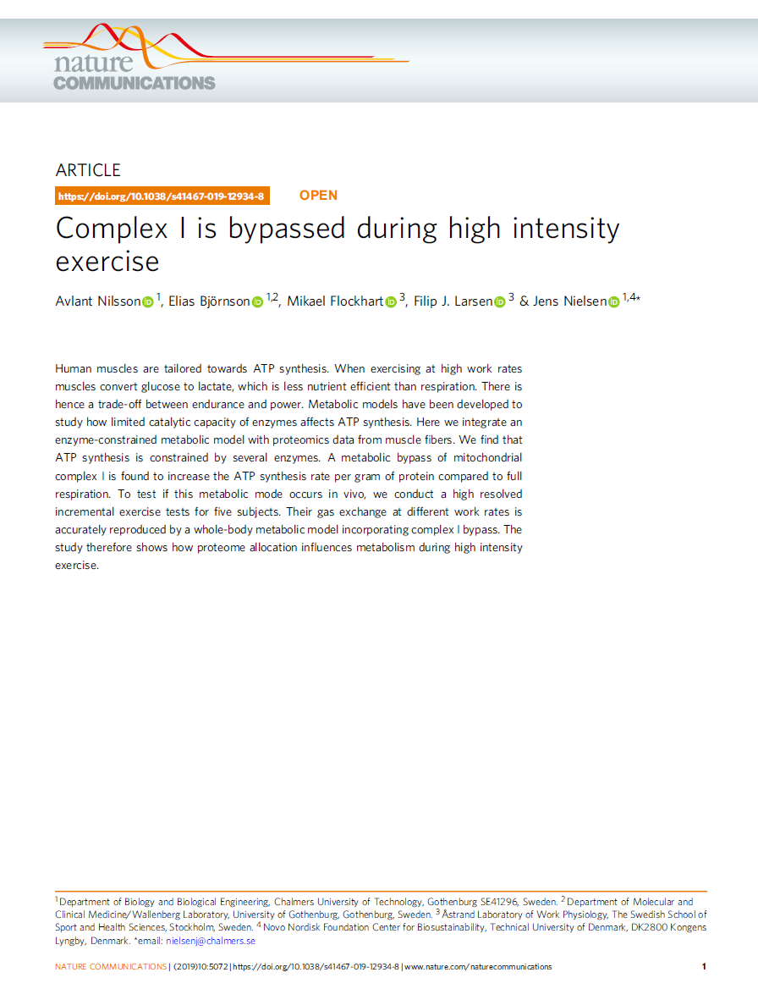 nature
COMMUNICATIONS
ARTICLE
https://doi.org/10.1038/s41467-019-12934-8 OPEN
Complex I is bypassed during high intensity
exercise
Avlant Nilsson iD 1, Elias Björnson iD 1,2, Mikael Flockhart iD 3, Filip J. Larsen iD 3 & Jens Nielsen iD 1,4*
Human muscles are tailored towards ATP synthesis. When exercising at high work rates
muscles convert glucose to lactate, which is less nutrient efficient than respiration. There is
hence a trade-off between endurance and power. Metabolic models have been developed to
study how limited catalytic capacity of enzymes affects ATP synthesis. Here we integrate an
enzyme-constrained metabolic model with proteomics data from muscle fibers. We find that
ATP synthesis is constrained by several enzymes. A metabolic bypass of mitochondrial
complex I is found to increase the ATP synthesis rate per gram of protein compared to full
respiration. To test if this metabolic mode occurs in vivo, we conduct a high resolved
incremental exercise tests for five subjects. Their gas exchange at different work rates is
accurately reproduced by a whole-body metabolic model incorporating complex I bypass. The
study therefore shows how proteome allocation influences metabolism during high intensity
exercise.
1 Department of Biology and Biological Engineering, Chalmers University of Technology, Gothenburg SE41296, Sweden. 2 Department of Molecular and
Clinical Medicine/Wallenberg Laboratory, University of Gothenburg, Gothenburg, Sweden. 3 Åstrand Laboratory of Work Physiology, The Swedish School of
Sport and Health Sciences, Stockholm, Sweden. 4 Novo Nordisk Foundation Center for Biosustainability, Technical University of Denmark, DK2800 Kongens
Lyngby, Denmark. *email: nielsenj@chalmers.se
NATURE COMMUNICATIONS | (2019)10:5072 | https://doi.org/10.1038/s41467-019-12934-8 | www.nature.com/naturecommunications 1